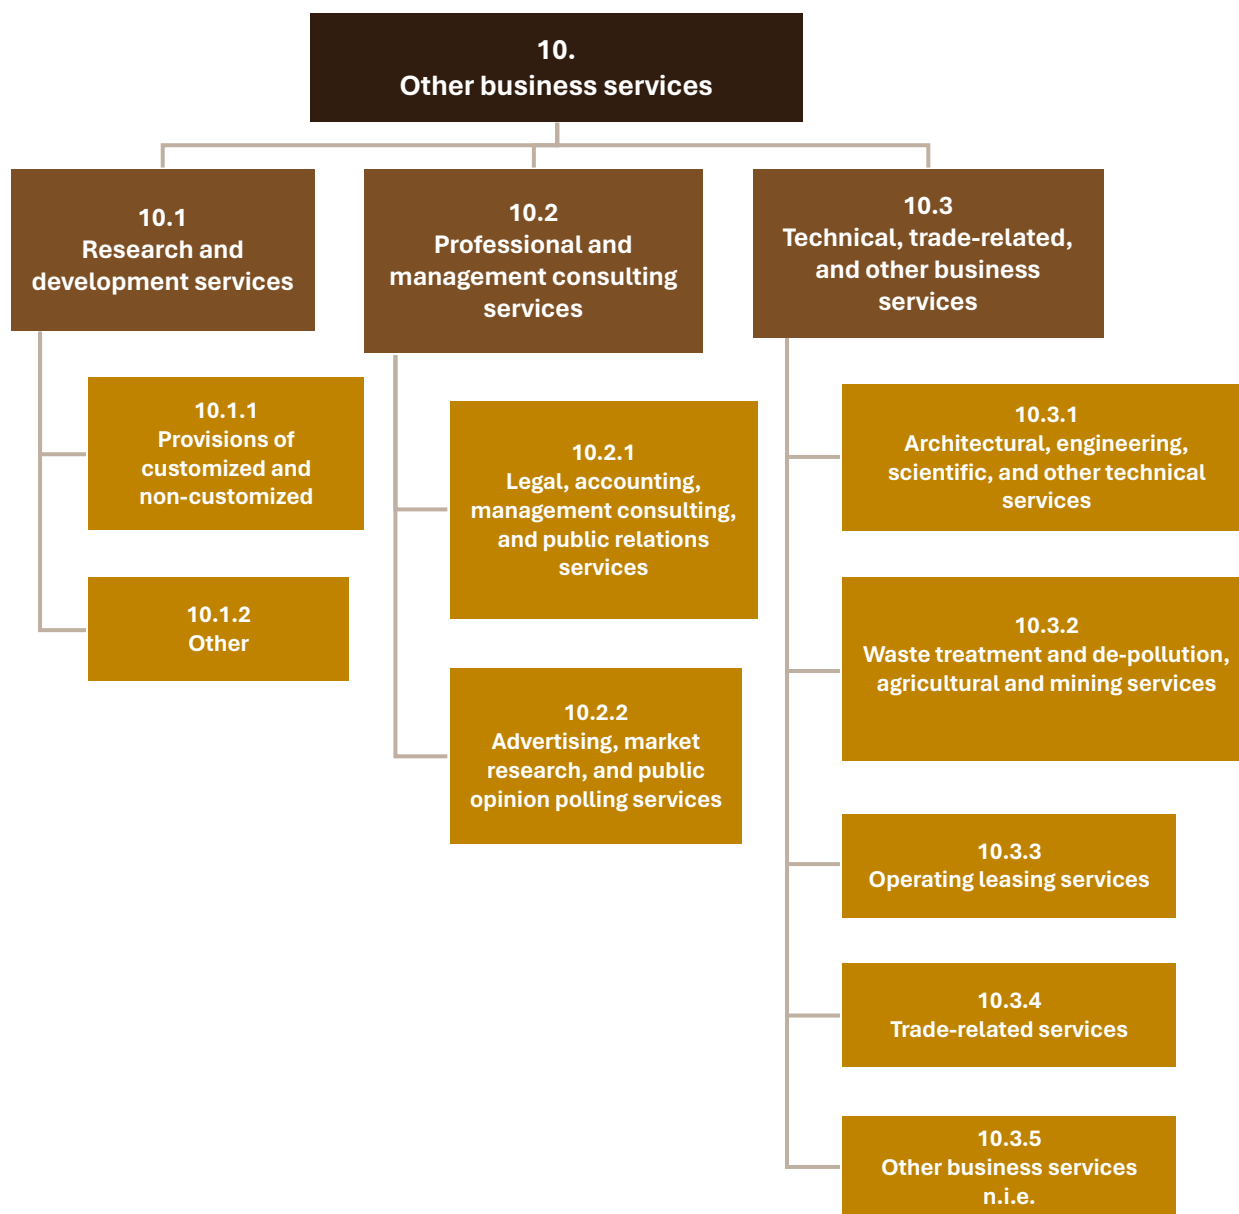 10.
Other business services
10.1
Research and
development services
10.2
Professional and
management consulting
services
10.3
Technical, trade-related,
and other business
services
10.1.1
Provisions of
customized and
non-customized
10.1.2
Other
10.2.1
Legal, accounting,
management consulting,
and public relations
services
10.2.2
Advertising, market
research, and public
opinion polling services
10.3.1
Architectural, engineering,
scientific, and other technical
services
10.3.2
Waste treatment and de-pollution,
agricultural and mining services
10.3.3
Operating leasing services
10.3.4
Trade-related services
10.3.5
Other business services
n.i.e.